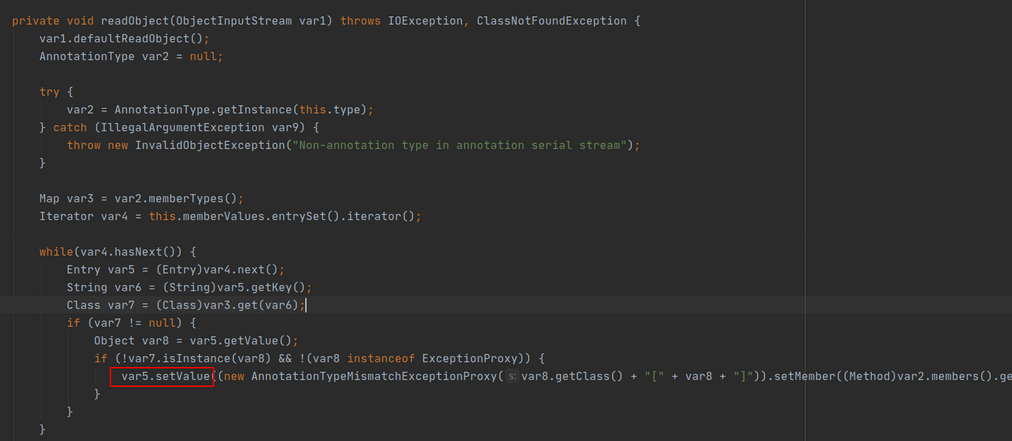 private void readObject(ObjectInputStream var1) throws IOException, ClassNotFoundException {
var1.defaultReadObject();
AnnotationType var2 = null;
try {
var2 = AnnotationType.getInstance(this.type);
} catch (IllegalArgumentException var9) {
throw new InvalidObjectException("Non-annotation type in annotation serial stream");
}
Map var3 = var2.memberTypes();
Iterator var4 = this.memberValues.entrySet().iterator();
while(var4.hasNext()) {
Entry var5 = (Entry)var4.next();
String var6 = (String)var5.getKey();
Class var7 = (Class)var3.get(var6);
if (var7 != null) {
Object var8 = var5.getValue();
if (!var7.isInstance(var8) && !(var8 instanceof ExceptionProxy)) {
var5.setValue((new AnnotationTypeMismatchExceptionProxy( s: var8.getClass() + "[" + var8 + "]")).setMember((Method)var2.members().ge
}
}
}